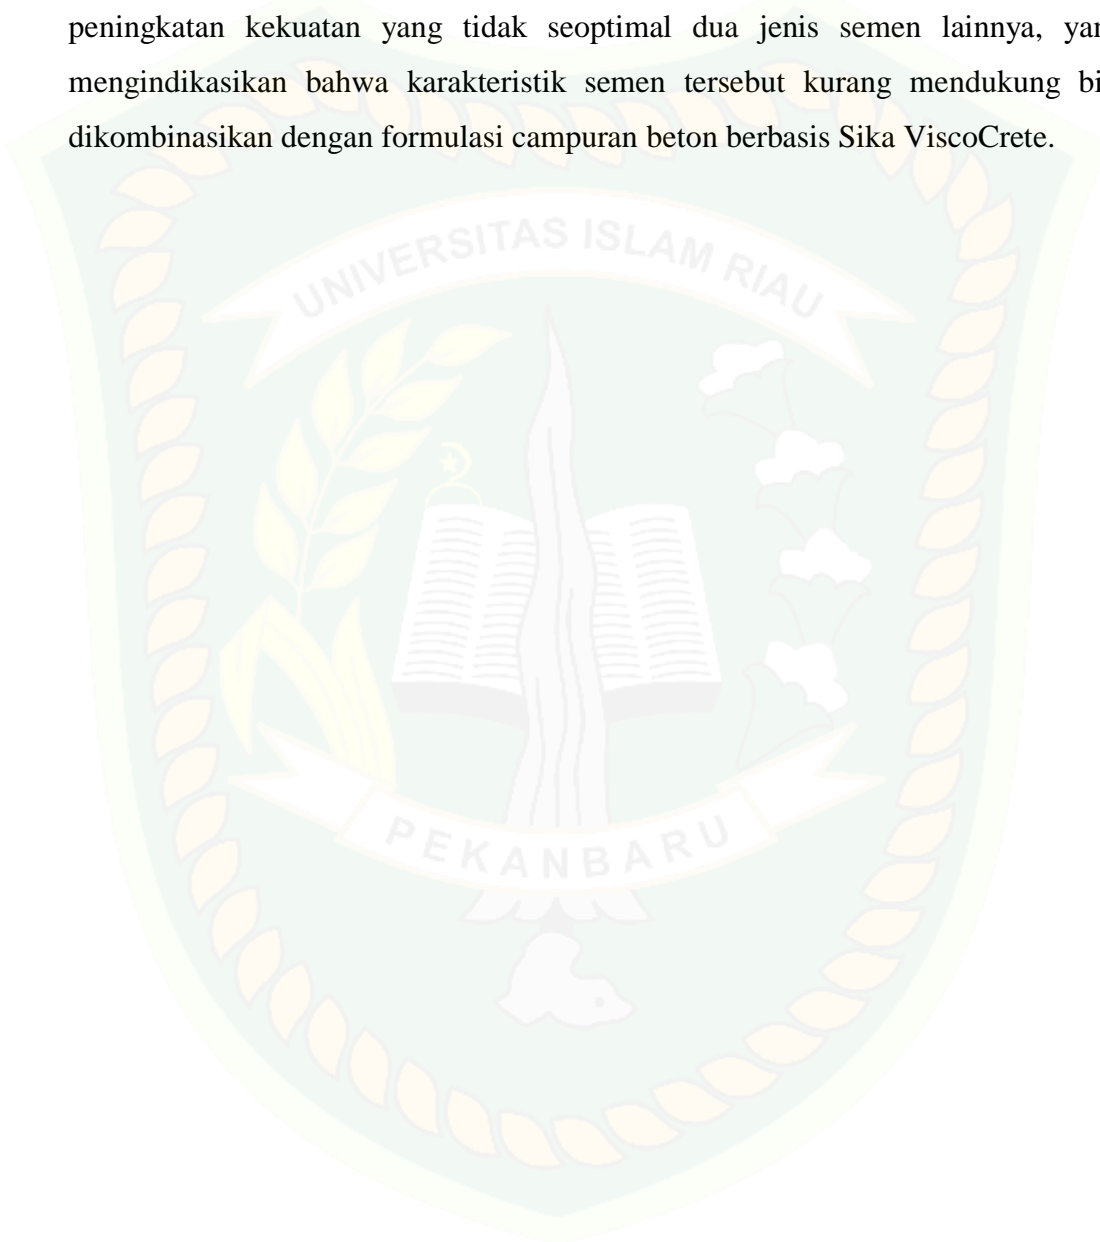 peningkatan kekuatan yang tidak seoptimal dua jenis semen lainnya, yan
mengindikasikan bahwa karakteristik semen tersebut kurang mendukung bi
dikombinasikan dengan formulasi campuran beton berbasis Sika ViscoCrete.
UNIVERSITAS ISLAM RIAU
PEKANBARU